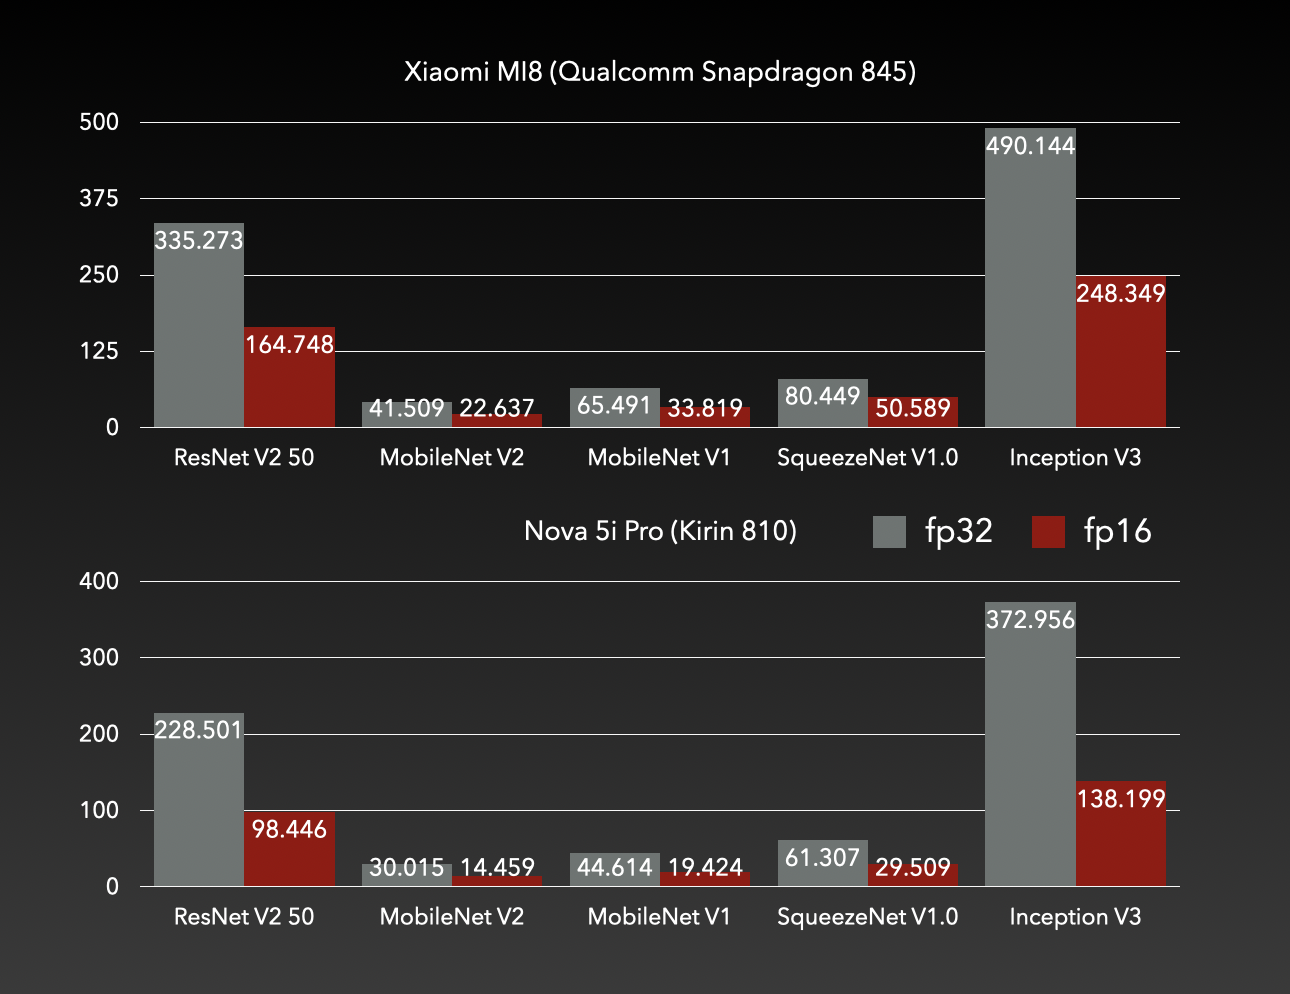 Xiaomi MI8 (Qualcomm Snapdragon 845)
500
375
250
125
0
335.273
164.748
41.509
22.637
65.491
33.819
80.449
50.589
490.144
248.349
ResNet V2 50
MobileNet V2
MobileNet V1
SqueezeNet V1.0
Inception V3
Nova 5i Pro (Kirin 810)
fp32
fp16
400
300
200
100
0
228.501
98.446
30.015
14.459
44.614
19.424
61.307
29.509
372.956
138.199
ResNet V2 50
MobileNet V2
MobileNet V1
SqueezeNet V1.0
Inception V3